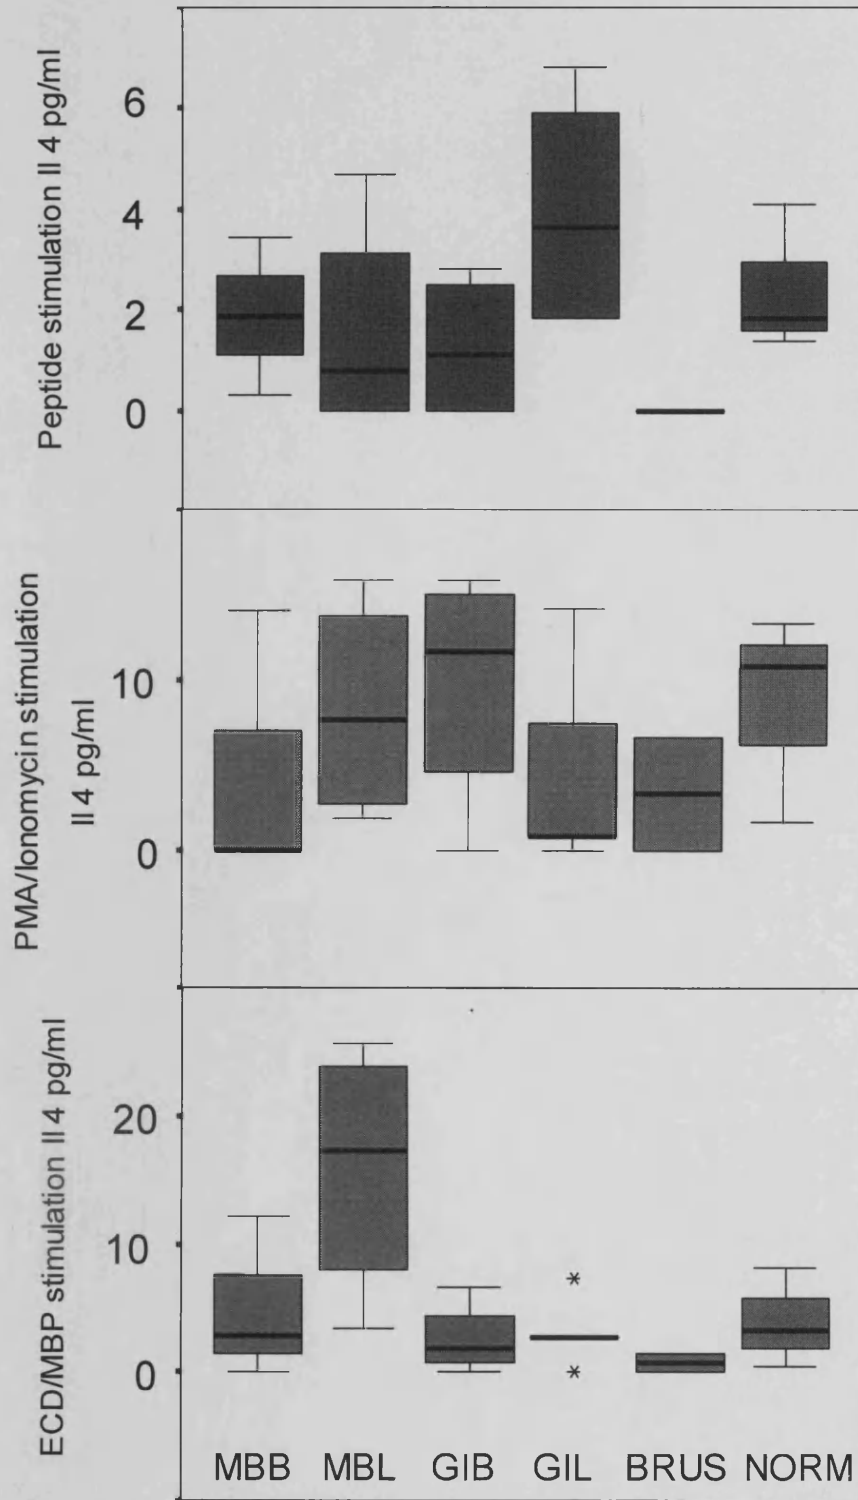 Peptide stimulation Il 4 pg/ml
6
4
2
0
PMA/Ionomycin stimulation
Il 4 pg/ml
10
0
ECD/MBP stimulation Il 4 pg/ml
20
10
0
MBB MBL GIB GIL BRUS NORM